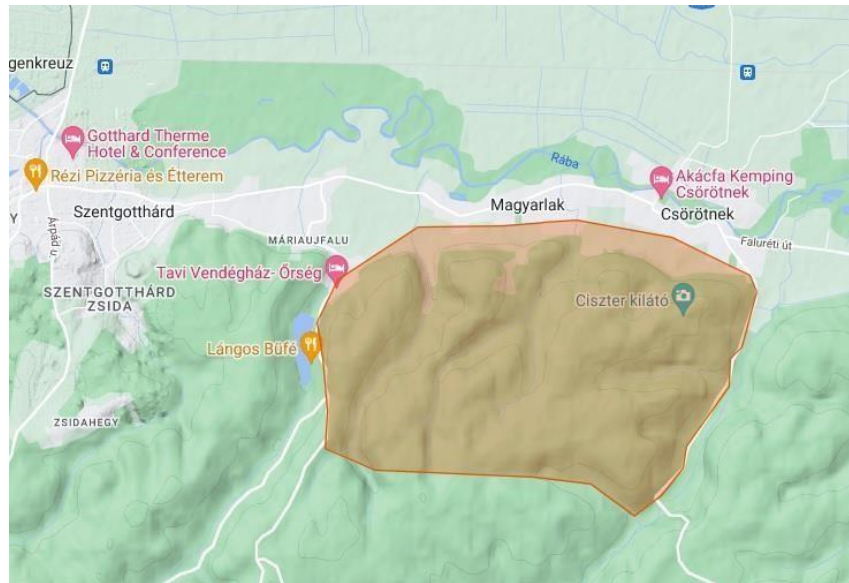 genkreuz
Gotthard Therme
Hotel & Conference
Rézi Pizzéria és Étterem
Rába
Akácfa Kemping
Csörötnek
Szentgotthárd
Magyarlak
Csörötnek
Y
Árpád u.
MÁRIAUJFALU
Faluréti út
Tavi Vendégház- Őrség
SZENTGOTTHÁRD
ZSIDA
Ciszter kilátó
Lángos Büfé
ZSIDAHEGY